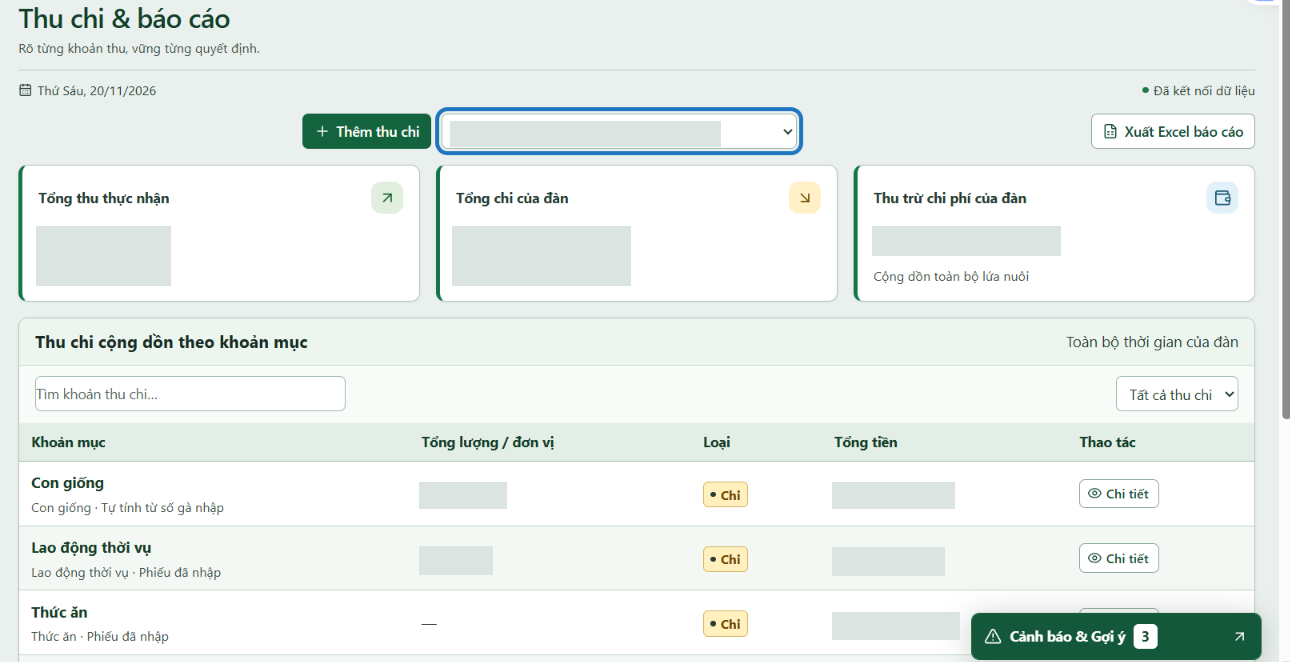 Thu chi & báo cáo
Rõ từng khoản thu, vững từng quyết định.
Thứ Sáu, 20/11/2026
Đã kết nối dữ liệu
+ Thêm thu chi
Xuất Excel báo cáo
Tổng thu thực nhận
Tổng chi của đàn
Thu trừ chi phí của đàn
Cộng dồn toàn bộ lứa nuôi
Thu chi cộng dồn theo khoản mục
Toàn bộ thời gian của đàn
Tìm khoản thu chi...
Tất cả thu chi
Khoản mục Tổng lượng / đơn vị Loại Tổng tiền Thao tác
Con giống
Con giống · Tự tính từ số gà nhập
• Chi
Chi tiết
Lao động thời vụ
Lao động thời vụ · Phiếu đã nhập
• Chi
Chi tiết
Thức ăn
Thức ăn · Phiếu đã nhập
—
• Chi
Cảnh báo & Gợi ý 3